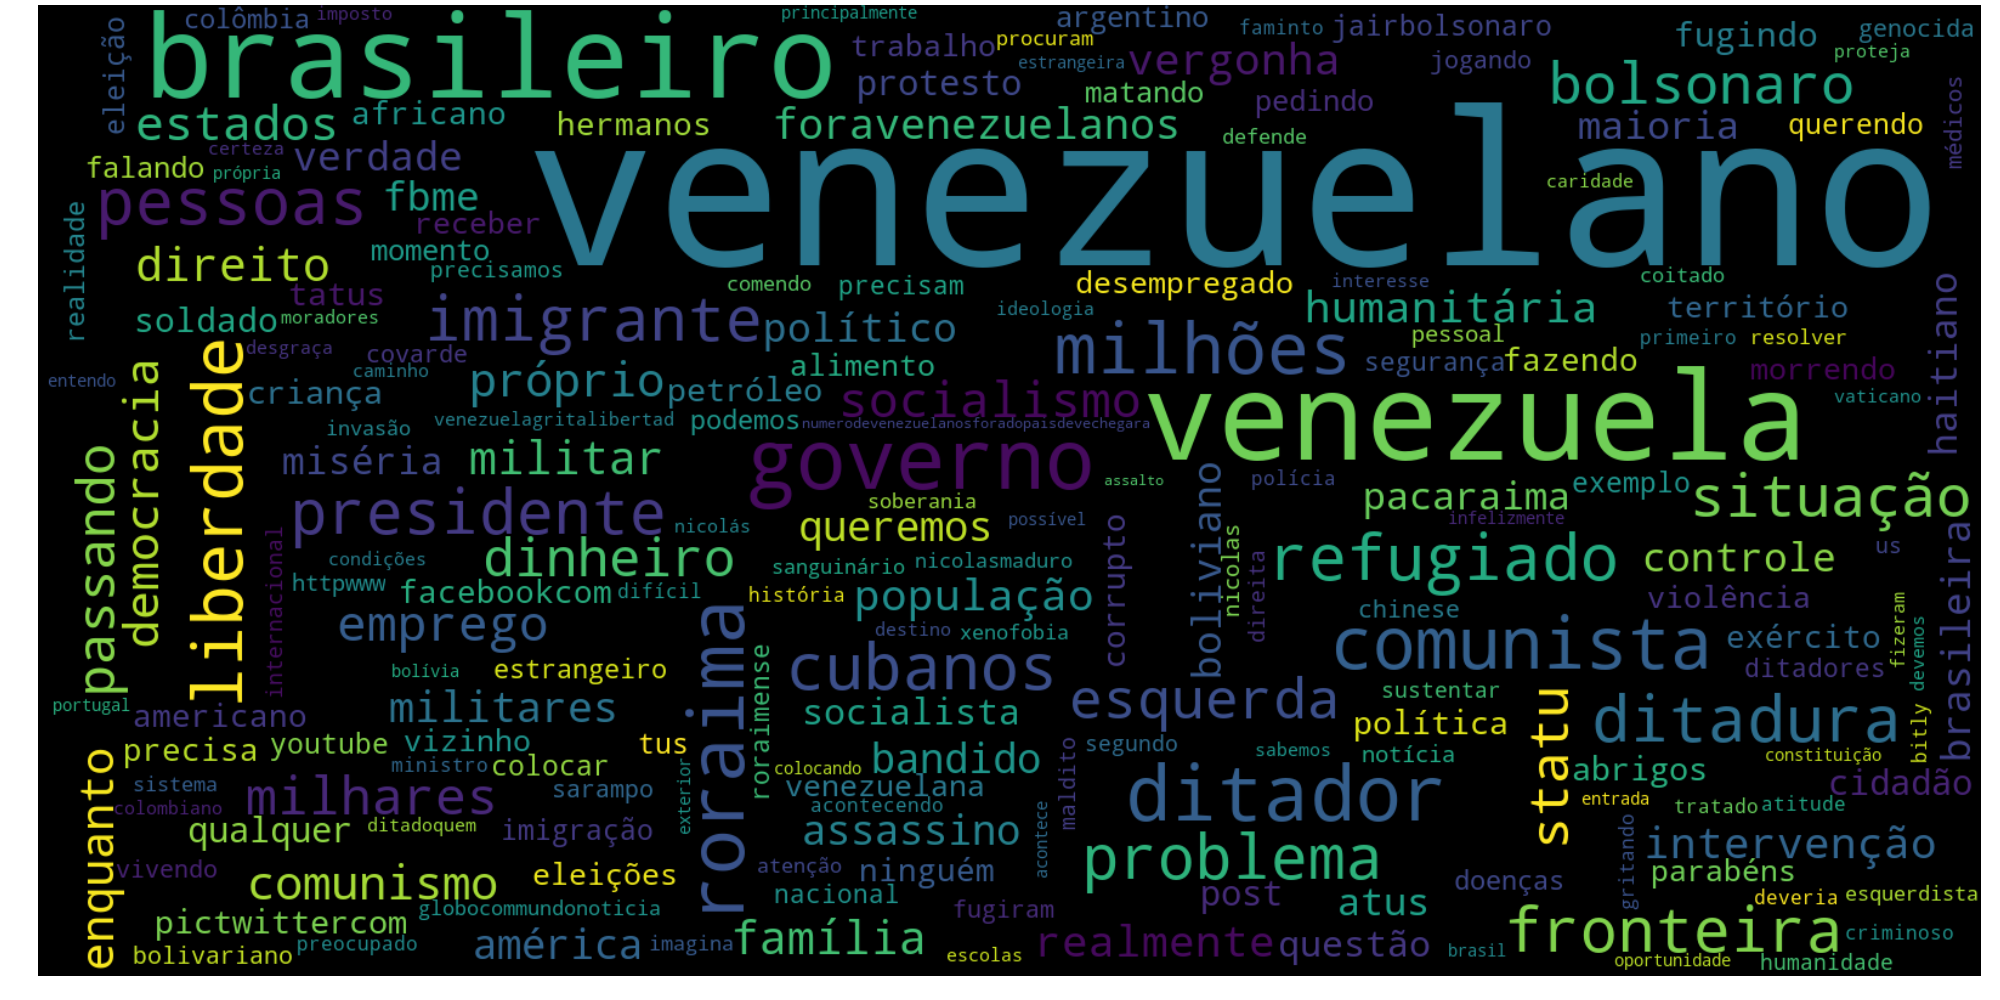 colômbia
imposto
principalmente
argentino
faminto
jairbolsonaro
fugindo
genocida
eleição
brasileiro
trabalho
procuram
estrangeira
vergonha
jogando
proteja
protesto
matando
pedindo
bolsonaro
médicos
estados
africano
hermanos
foravenezuelanos
defende
maioria
querendo
falando
certeza
própria
verdade
venezuelano
caridade
pessoas
fbme
receber
realidade
direito
momento
precisamos
comendo
precisam
desempregado
interesse
coitado
tatus
soldado
moradores
imigrante
político
ideologia
milhões
humanitária
território
haitiano
pessoal
primeiro
resolver
liberdade
desgraça
covarde
caminho
alimento
segurança
fazendo
morrendo
entendo
democracia
criança
próprio
petróleo
socialismo
venezuela
vaticano
invasão
venezuelagritalibertad
podemos
numerodevenezuelanosforadopaisdevechegara
passando
miséria
militar
governo
assalto
boliviano
polícia
pacaraima
exemplo
situação
presidente
nicolás
soberania
queremos
possível
corrupto
infelizmente
brasileira
internacional
condições
dinheiro
sanguinário
nicolasmaduro
nicolas
direita
refugiado
controle
us
httpwww
facebookcom
difícil
história
população
chinese
violência
fizeram
devemos
emprego
roraima
destino
xenofobia
comunista
exército
bolívia
estrangeiro
roraimense
cubanos
ditadores
portugal
americano
militares
socialista
esquerda
sustentar
statu
política
ditadura
bitly
enquanto
precisa
youtube
vizinho
tus
bandido
maldito
segundo
sabemos
notícia
constituição
sistema
ministro
colocar
exterior
colocando
venezuelana
ditador
abrigos
cidadão
colombiano
milhares
sarampo
acontecendo
acontece
entrada
tratado
atitude
qualquer
ditadoquem
imigração
assassino
problema
gritando
intervenção
vivendo
comunismo
eleições
atenção
ninguém
post
doenças
parabéns
pictwittercom
globocommundonoticia
nacional
fugiram
atus
deveria
esquerdista
bolivariano
preocupado
américa
imagina
família
escolas
realmente
questão
brasil
fronteira
criminoso
oportunidade
humanidade